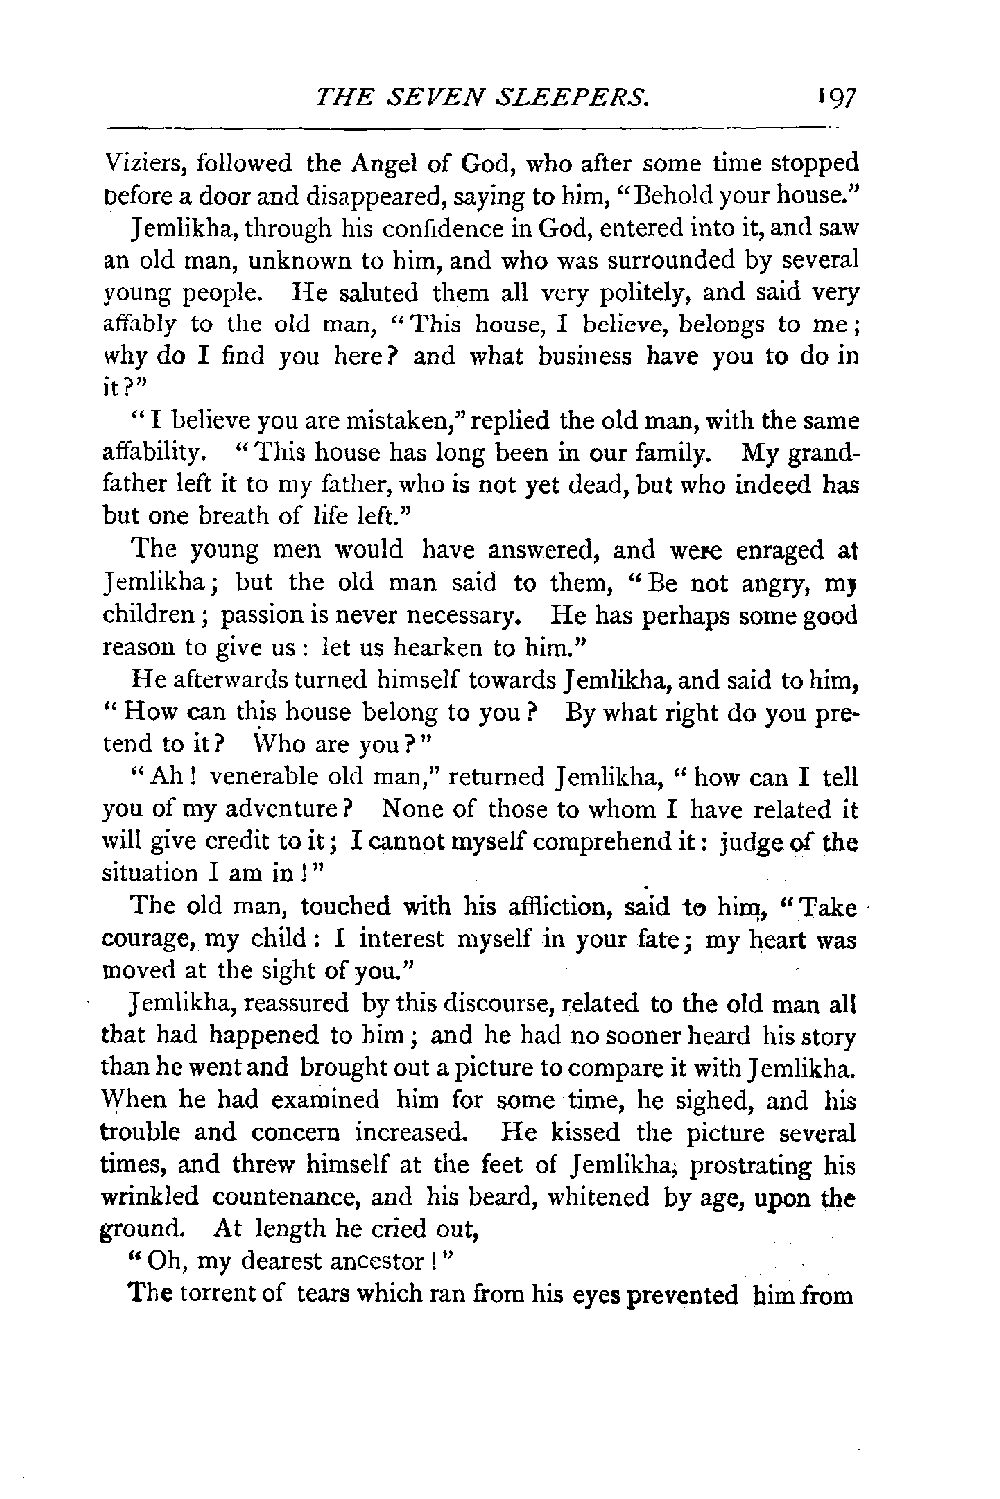 THE SEVEN SLEEPERS. 197
Viziers, followed the Angel of God, who after some time stopped
before a door and disappeared, saying to him, “Behold your house.”
Jemlikha, through his confidence in God, entered into it, and saw
an old man, unknown to him, and who was surrounded by several
young people. He saluted them all very politely, and said very
affably to the old man, “This house, I believe, belongs to me;
why do I find you here? and what business have you to do in
it?”
“I believe you are mistaken,” replied the old man, with the same
affability. “This house has long been in our family. My grand-
father left it to my father, who is not yet dead, but who indeed has
but one breath of life left.”
The young men would have answered, and were enraged at
Jemlikha; but the old man said to them, “Be not angry, my
children; passion is never necessary. He has perhaps some good
reason to give us: let us hearken to him.”
He afterwards turned himself towards Jemlikha, and said to him,
“How can this house belong to you? By what right do you pre-
tend to it? Who are you?”
“Ah! venerable old man,” returned Jemlikha, “how can I tell
you of my adventure? None of those to whom I have related it
will give credit to it; I cannot myself comprehend it: judge of the
situation I am in!”
The old man, touched with his affliction, said to him, “Take
courage, my child: I interest myself in your fate; my heart was
moved at the sight of you.”
Jemlikha, reassured by this discourse, related to the old man all
that had happened to him; and he had no sooner heard his story
than he went and brought out a picture to compare it with Jemlikha.
When he had examined him for some time, he sighed, and his
trouble and concern increased. He kissed the picture several
times, and threw himself at the feet of Jemlikha, prostrating his
wrinkled countenance, and his beard, whitened by age, upon the
ground. At length he cried out,
“Oh, my dearest ancestor!”
The torrent of tears which ran from his eyes prevented him from